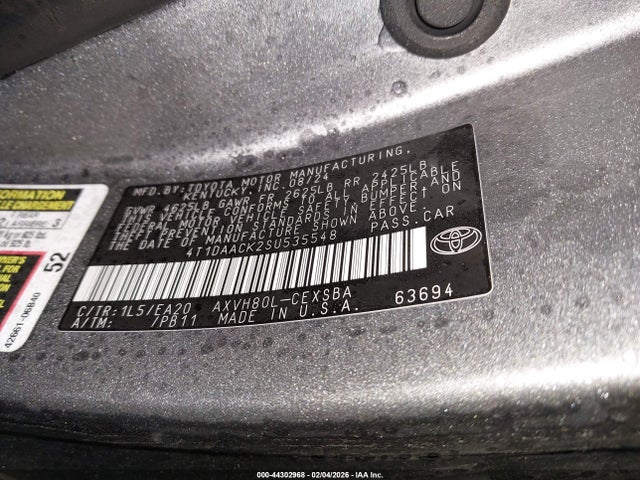 MFD.BY:TOYOTA MOTOR MANUFACTURING,
KENTUCKY, INC. 08/24
GVWR 4625LB GAWR FR 2625LB RR 2425LB
THIS VEHICLE CONFORMS TO ALL APPLICABLE
FEDERAL MOTOR VEHICLE SAFETY, BUMPER, AND
THEFT PREVENTION STANDARDS IN EFFECT ON
THE DATE OF MANUFACTURE SHOWN ABOVE.
4T1DAACK2SU535548 PASS.CAR
C/TR:1L5/EA20 AXVH80L-CEXSBA 63694
A/TM: /PB11 MADE IN U.S.A.
TOYOTA
52
42661-06B40
000-44302968 - 02/04/2026 - IAA Inc.